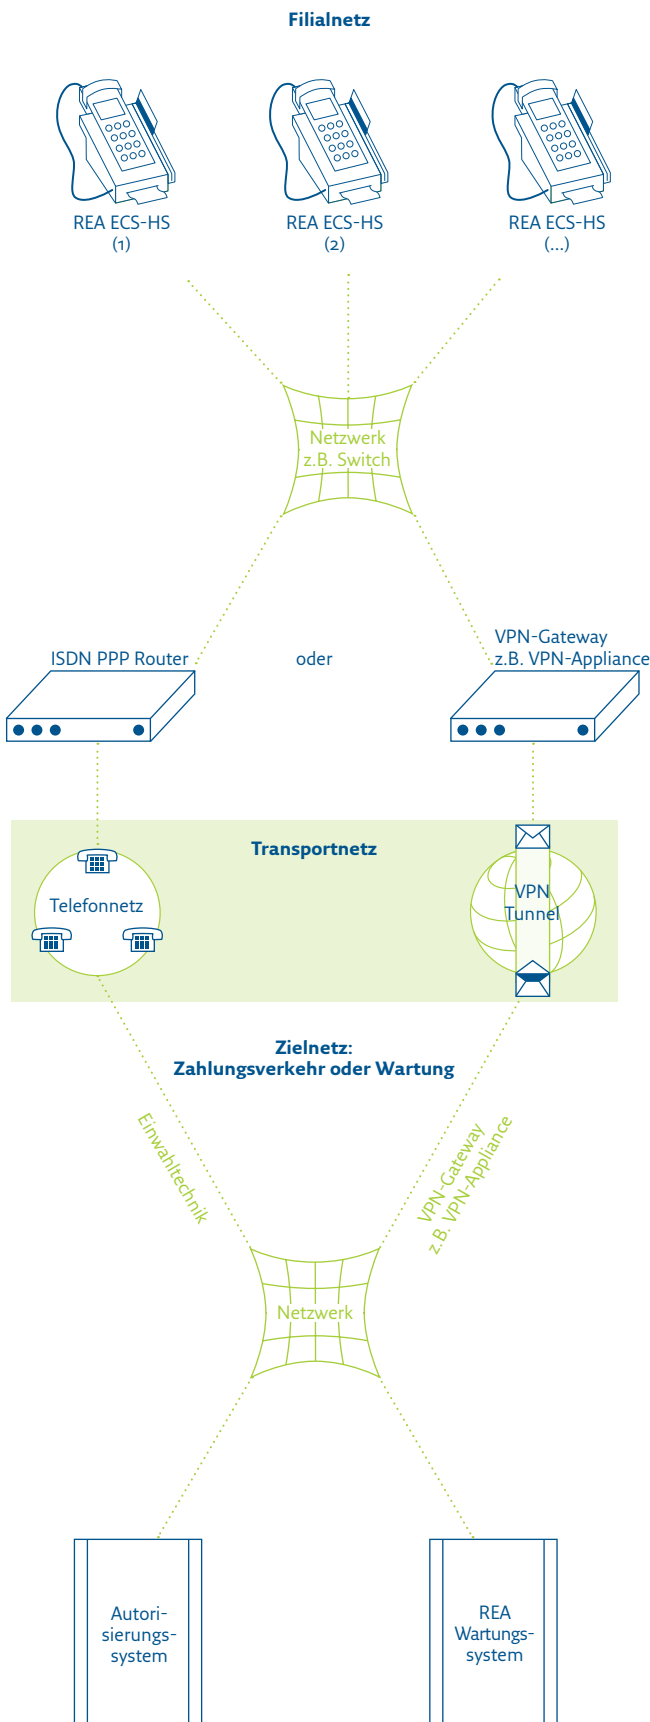 Filialnetz
REA ECS-HS
(1)
REA ECS-HS
(2)
REA ECS-HS
(...)
Netzwerk
z.B. Switch
ISDN PPP Router
oder
VPN-Gateway
z.B. VPN-Appliance
Transportnetz
Telefonnetz
VPN
Tunnel
Zielnetz:
Zahlungsverkehr oder Wartung
Einwahltechnik
VPN-Gateway
z.B. VPN-Appliance
Netzwerk
Autori-
sierungs-
system
REA
Wartungs-
system